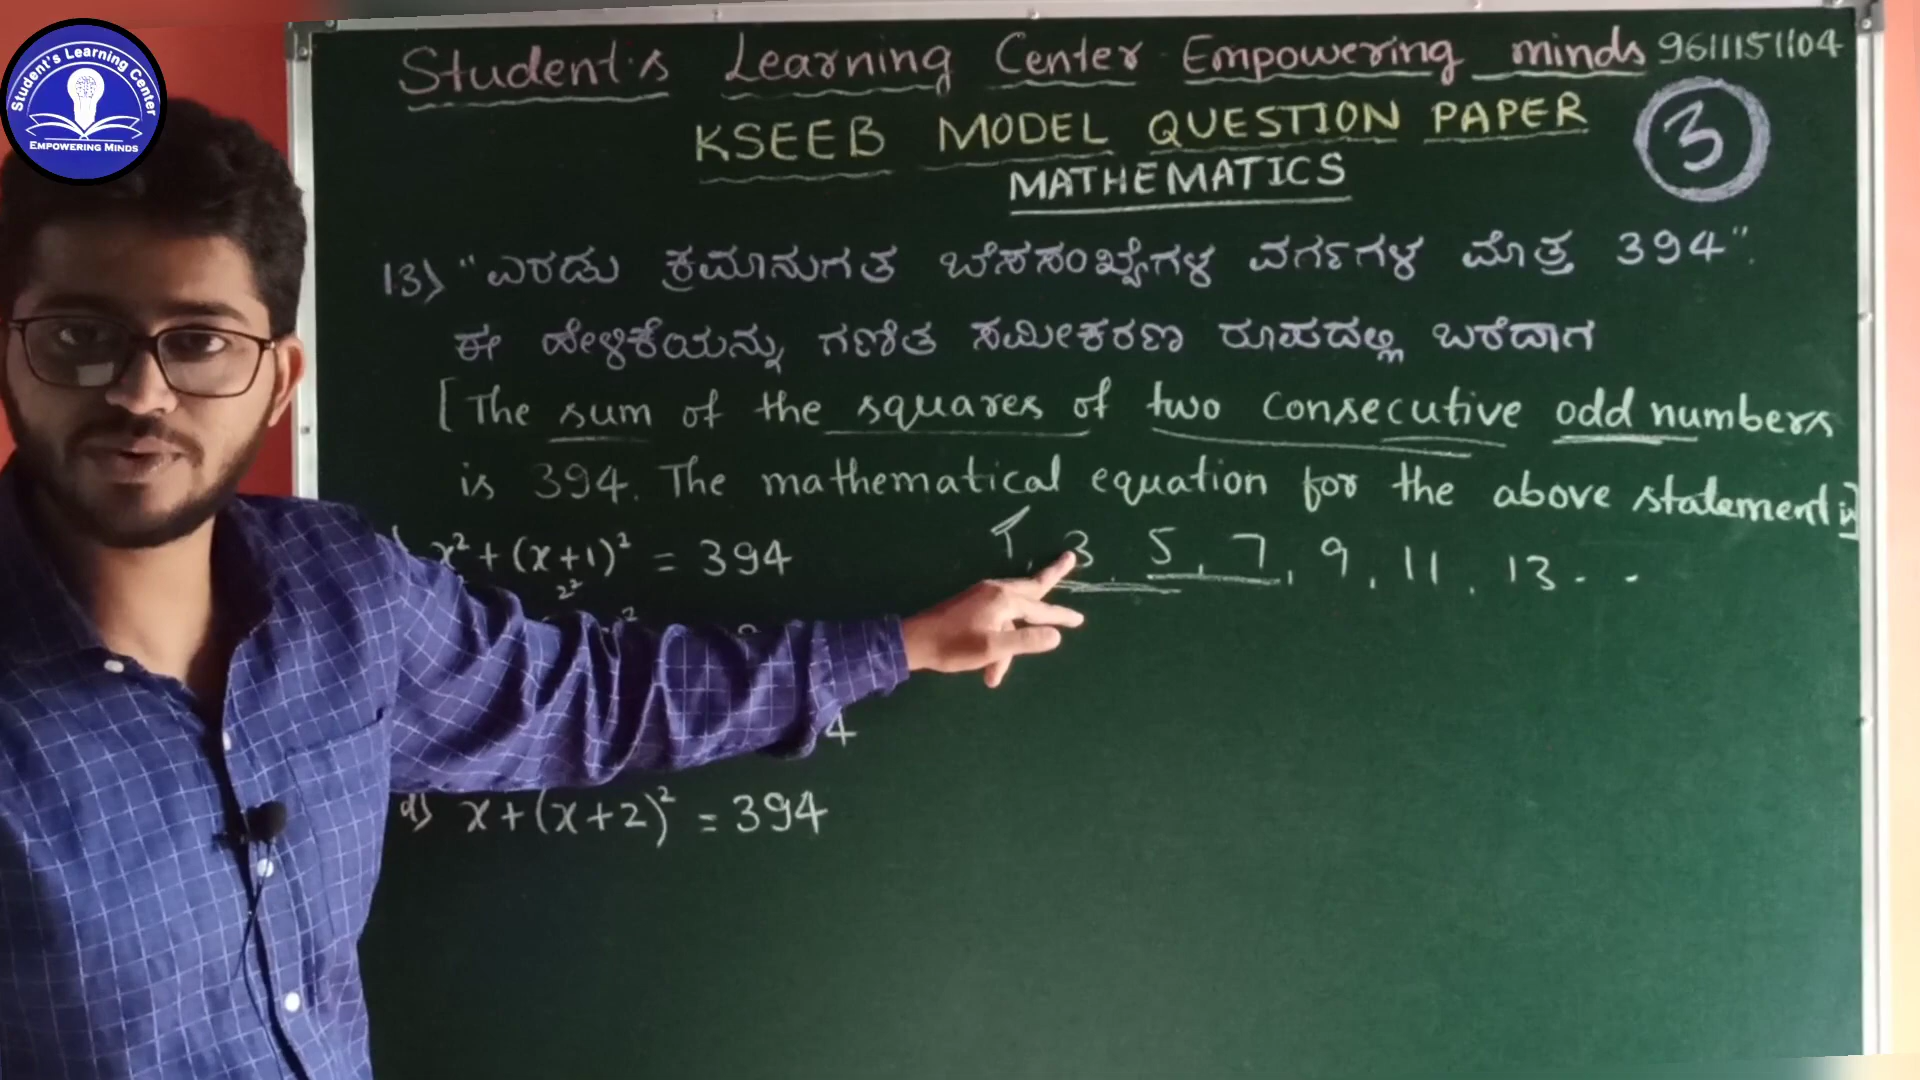 Student's Learning Center
EMPOWERING MINDS
Student's Learning Center Empowering minds 9611151104
KSEEB MODEL QUESTION PAPER
3
MATHEMATICS
13) "ಎರಡು ಕ್ರಮಾನುಗತ ಬೆಸಸಂಖ್ಯೆಗಳ ವರ್ಗಗಳ ಮೊತ್ತ 394".
ಈ ಹೇಳಿಕೆಯನ್ನು ಗಣಿತ ಸಮೀಕರಣ ರೂಪದಲ್ಲಿ ಬರೆದಾಗ
[The sum of the squares of two consecutive odd numbers
is 394. The mathematical equation for the above statement is]
x² + (x+1)² = 394
1, 3, 5, 7, 9, 11, 13 - -
4
d) x+(x+2)² = 394